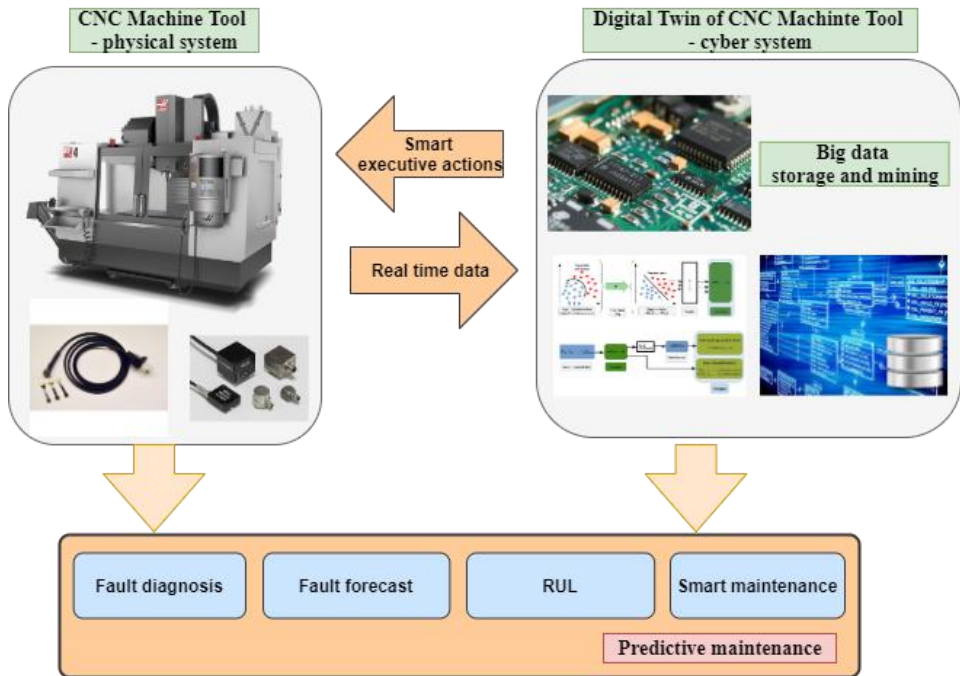 CNC Machine Tool
- physical system
Digital Twin of CNC Machinte Tool
- cyber system
Smart
executive actions
Real time data
Big data
storage and mining
Fault diagnosis
Fault forecast
RUL
Smart maintenance
Predictive maintenance